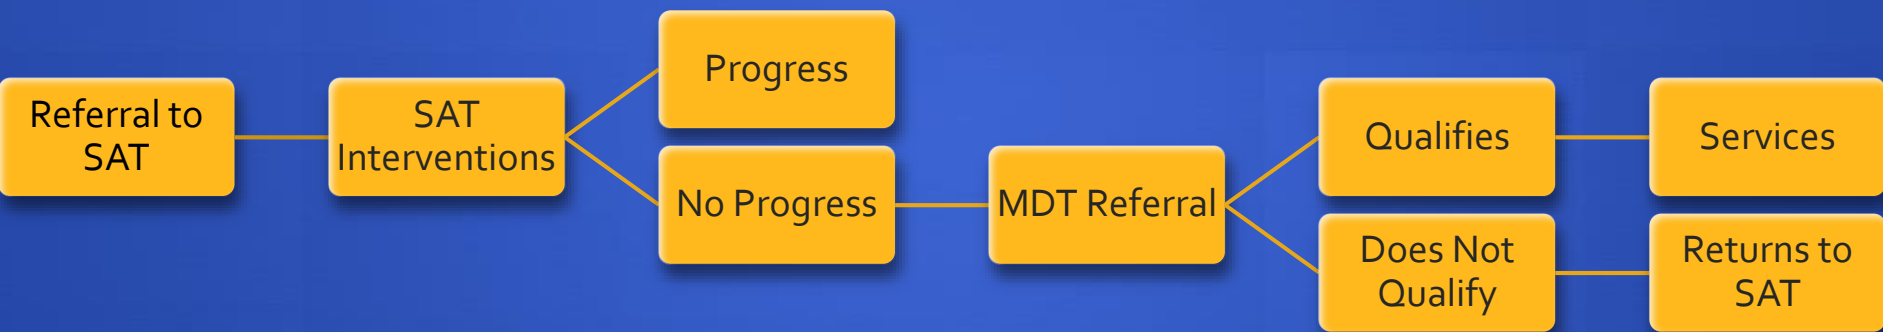 Referral to
SAT
SAT
Interventions
Progress
No Progress
MDT Referral
Qualifies
Services
Does Not
Qualify
Returns to
SAT